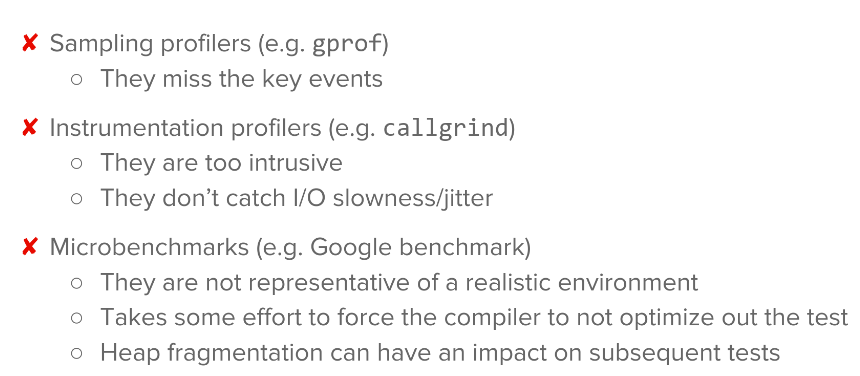 ✘ Sampling profilers (e.g. gprof)
○ They miss the key events
✘ Instrumentation profilers (e.g. callgrind)
○ They are too intrusive
○ They don’t catch I/O slowness/jitter
✘ Microbenchmarks (e.g. Google benchmark)
○ They are not representative of a realistic environment
○ Takes some effort to force the compiler to not optimize out the test
○ Heap fragmentation can have an impact on subsequent tests